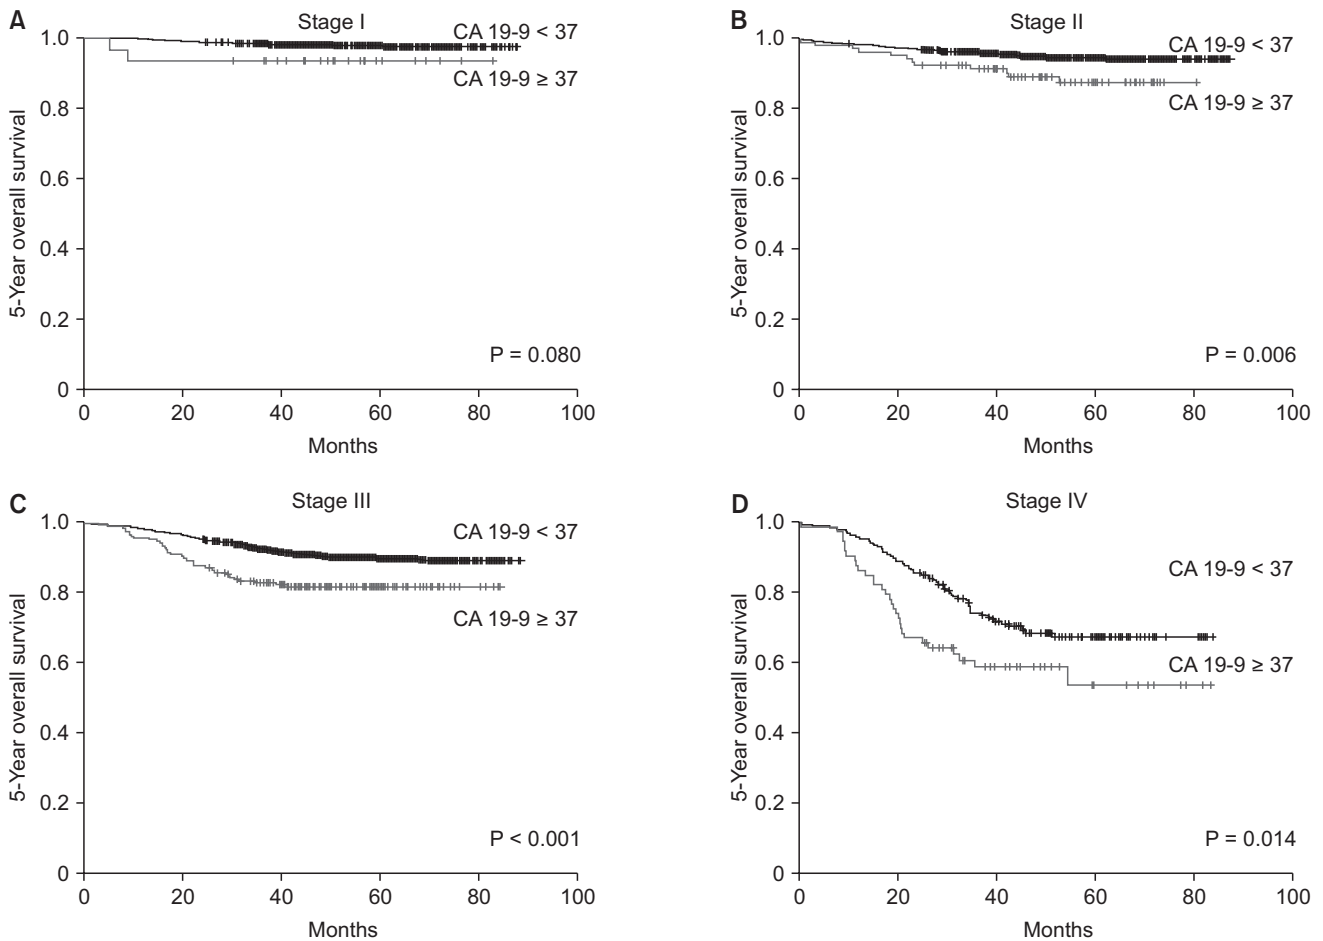 A
Stage I
CA 19-9 < 37
CA 19-9 ≥ 37
P = 0.080
5-Year overall survival
1.0
0.8
0.6
0.4
0.2
0
0 20 40 60 80 100
Months
B
Stage II
CA 19-9 < 37
CA 19-9 ≥ 37
P = 0.006
5-Year overall survival
1.0
0.8
0.6
0.4
0.2
0
0 20 40 60 80 100
Months
C
Stage III
CA 19-9 < 37
CA 19-9 ≥ 37
P < 0.001
5-Year overall survival
1.0
0.8
0.6
0.4
0.2
0
0 20 40 60 80 100
Months
D
Stage IV
CA 19-9 < 37
CA 19-9 ≥ 37
P = 0.014
5-Year overall survival
1.0
0.8
0.6
0.4
0.2
0
0 20 40 60 80 100
Months